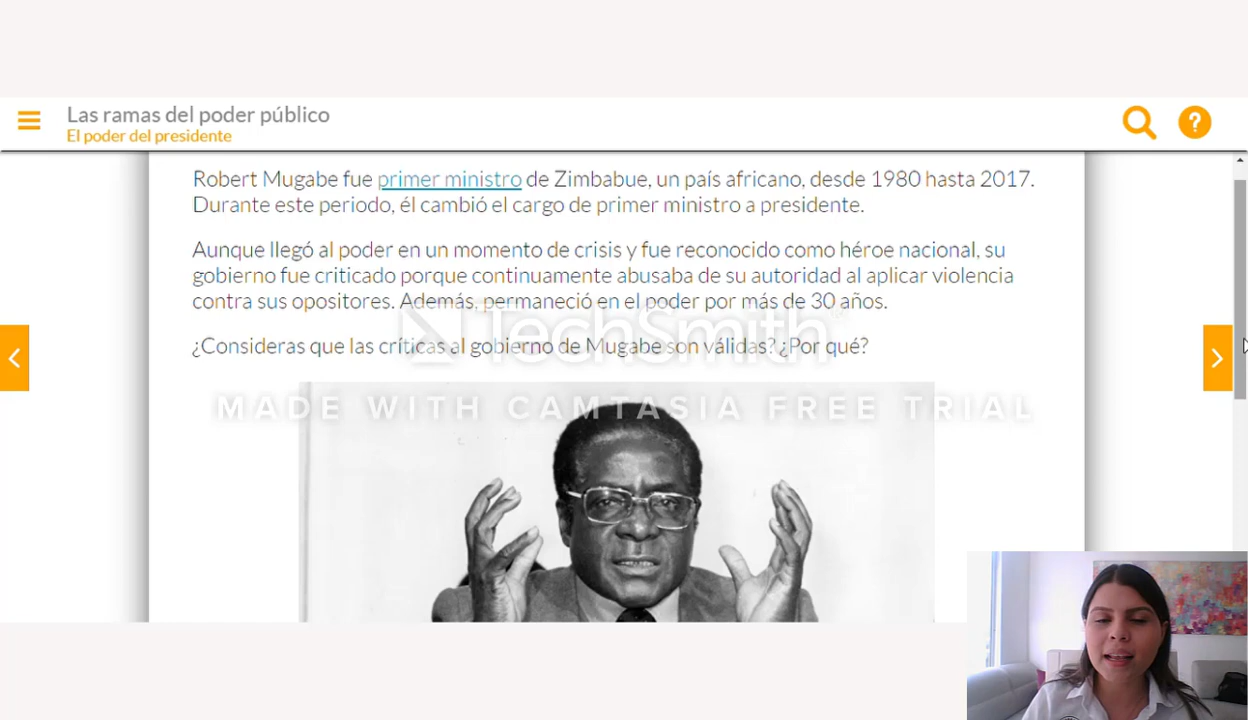 Las ramas del poder público
El poder del presidente
Robert Mugabe fue primer ministro de Zimbabue, un país africano, desde 1980 hasta 2017.
Durante este periodo, él cambió el cargo de primer ministro a presidente.
Aunque llegó al poder en un momento de crisis y fue reconocido como héroe nacional, su
gobierno fue criticado porque continuamente abusaba de su autoridad al aplicar violencia
contra sus opositores. Además, permaneció en el poder por más de 30 años.
TechSmith
¿Consideras que las críticas al gobierno de Mugabe son válidas? ¿Por qué?
MADE WITH CAMTASIA FREE TRIAL